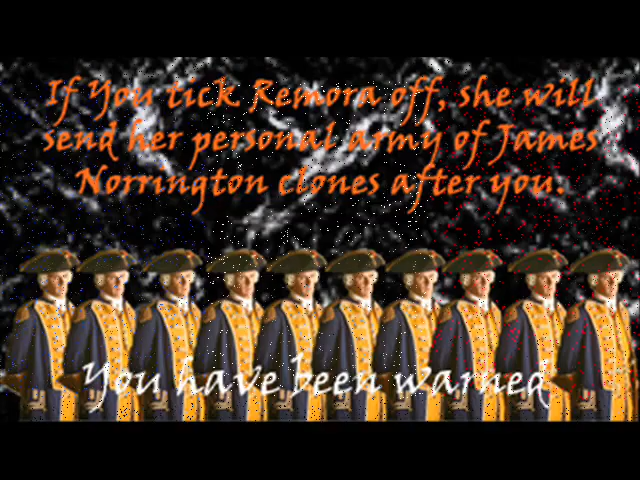 If You tick Remora off, she will
send her personal army of James
Norrington clones after you.
You have been warned